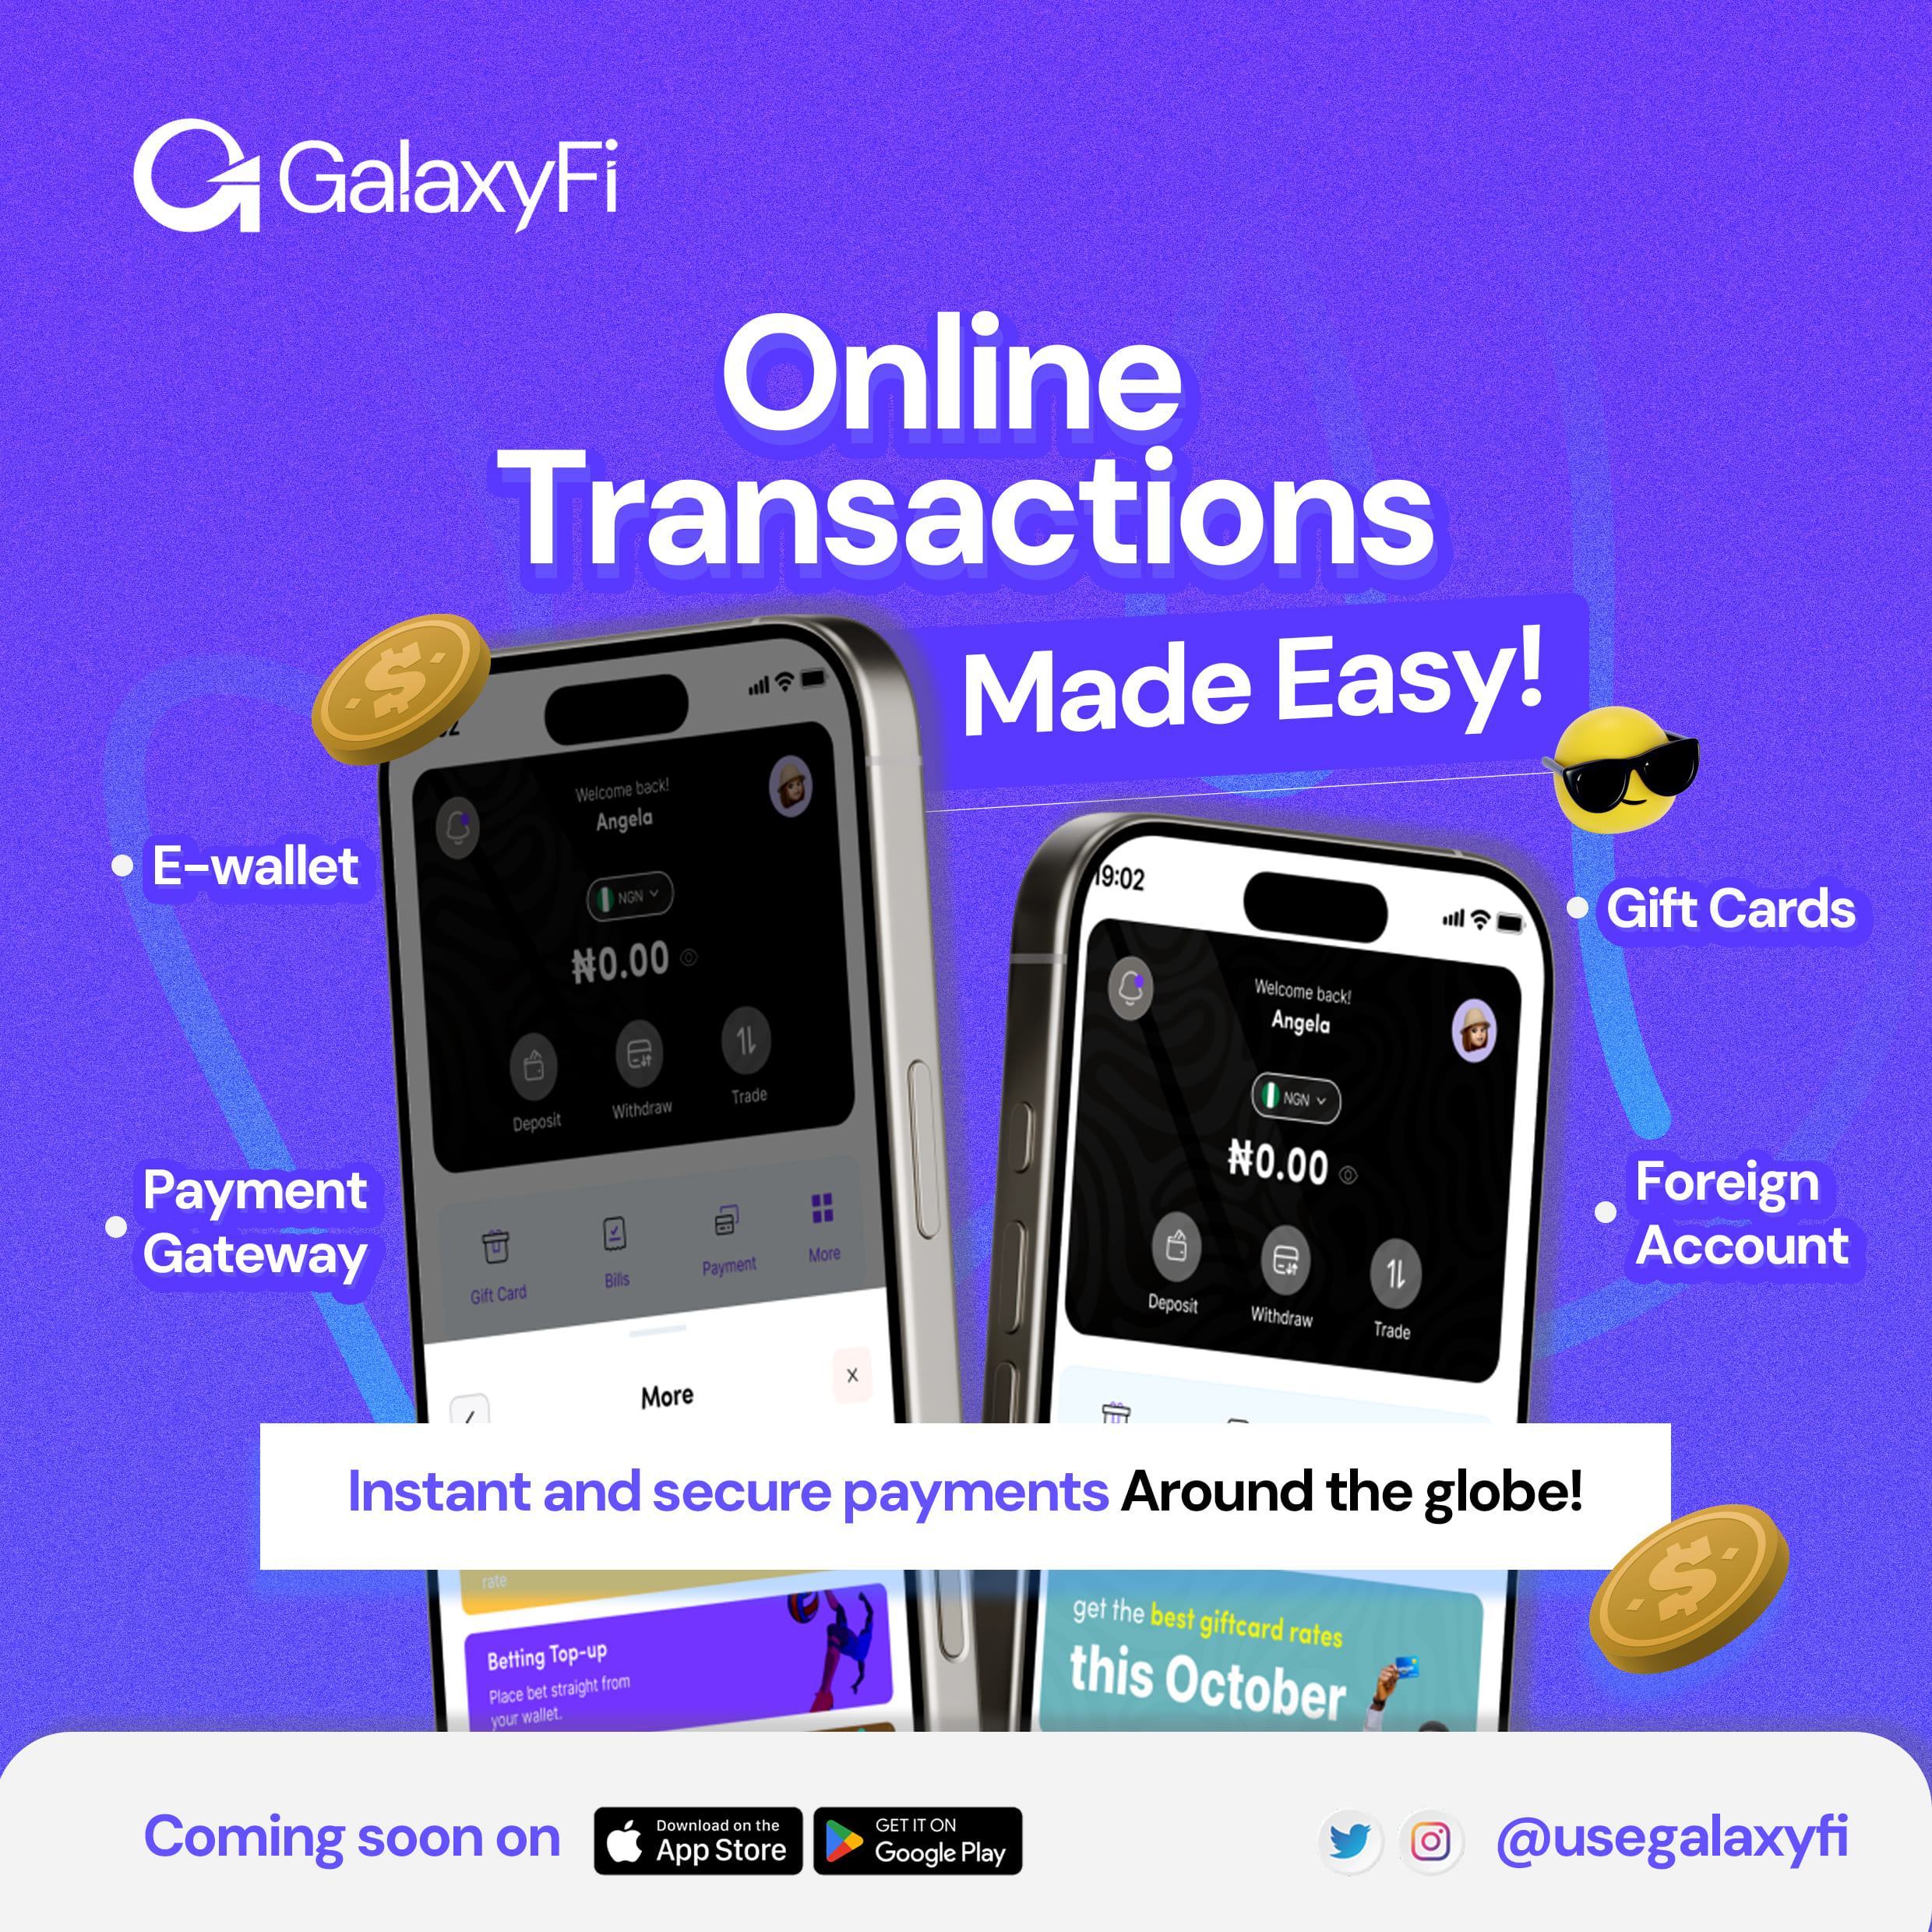 GalaxyFi
Online
Transactions
Made Easy!
Welcome back!
Angela
NGN
₦0.00
Deposit
Withdraw
Trade
Gift Card
Bills
Payment
More
More
X
19:02
Welcome back!
Angela
NGN
₦0.00
Deposit
Withdraw
Trade
E-wallet
Payment
Gateway
Gift Cards
Foreign
Account
Instant and secure payments Around the globe!
rate
Betting Top-up
Place bet straight from
your wallet.
get the best giftcard rates
this October
Coming soon on
Download on the
App Store
GET IT ON
Google Play
@usegalaxyfi